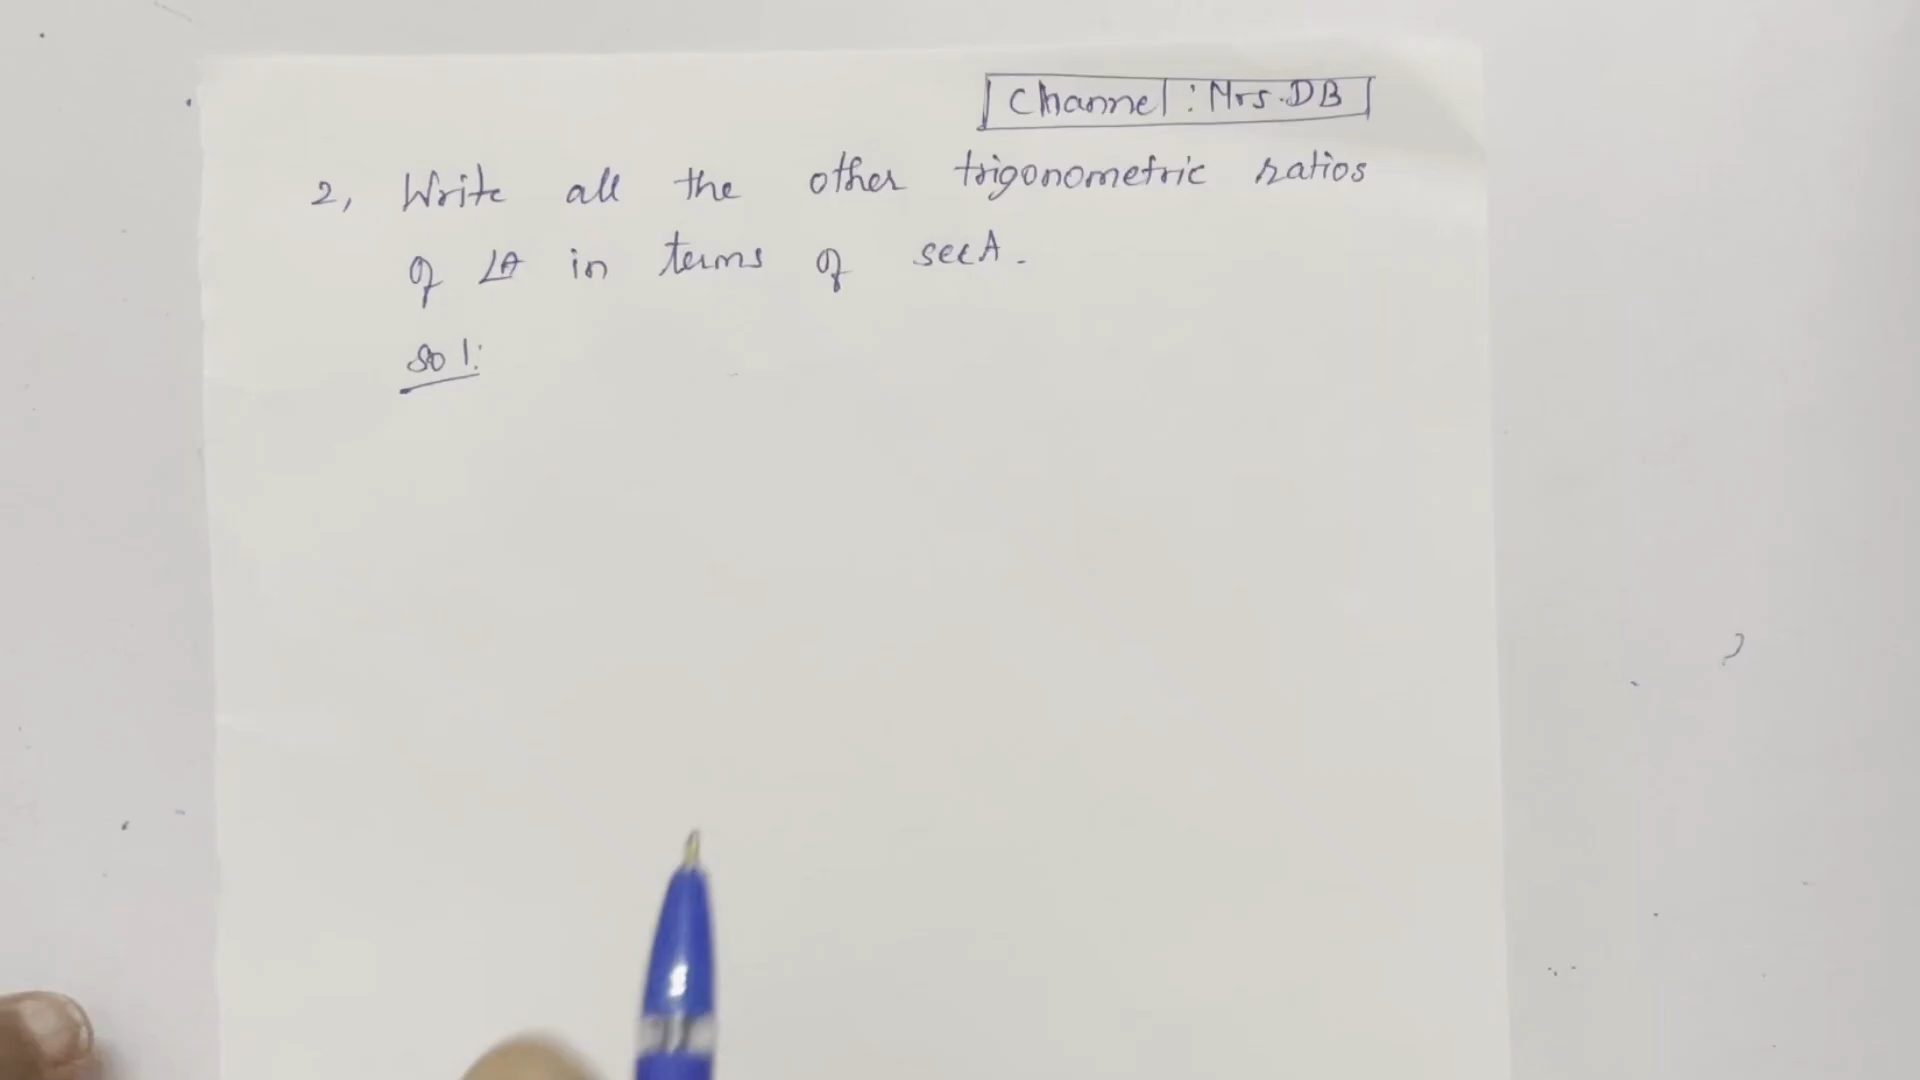 Channel : Mrs.DB
2, Write all the other trigonometric ratios
of ∠A in terms of secA.
Sol: